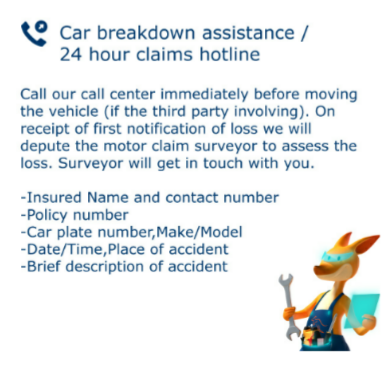 Car breakdown assistance /
24 hour claims hotline
Call our call center immediately before moving
the vehicle (if the third party involving). On
receipt of first notification of loss we will
depute the motor claim surveyor to assess the
loss. Surveyor will get in touch with you.
-Insured Name and contact number
-Policy number
-Car plate number,Make/Model
-Date/Time,Place of accident
-Brief description of accident